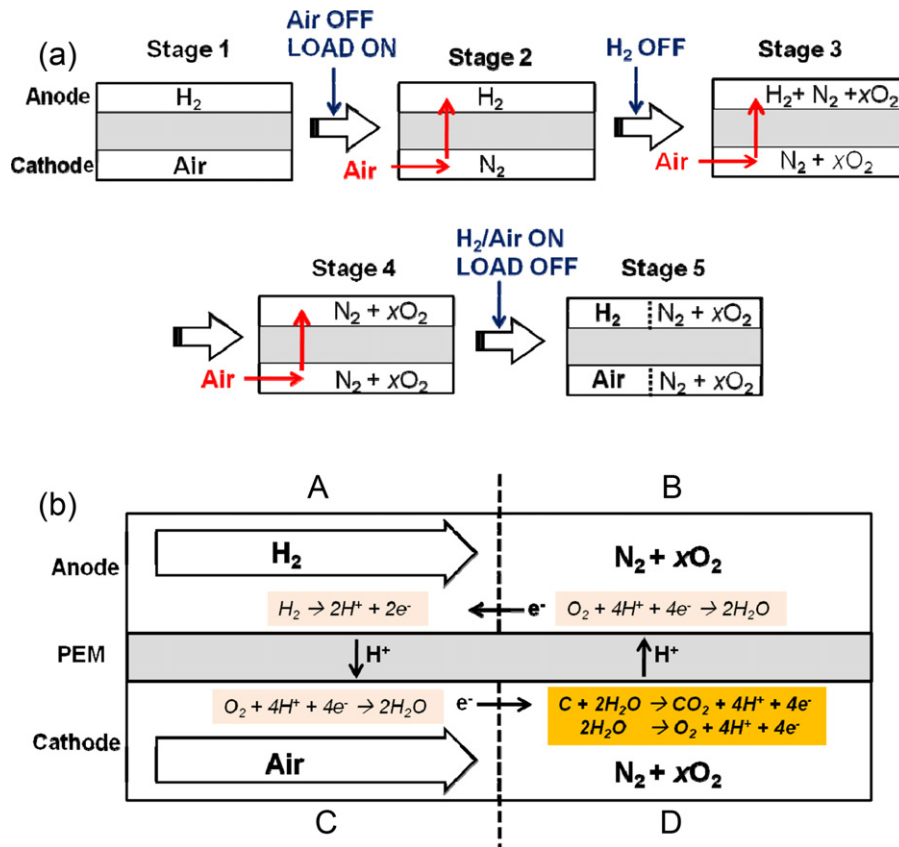 (a)
Stage 1
Air OFF
LOAD ON
Stage 2
H₂ OFF
Stage 3
Anode
H₂
H₂
H₂+ N₂ +xO₂
Cathode
Air
Air
N₂
Air
N₂ + xO₂
Stage 4
H₂/Air ON
LOAD OFF
Stage 5
N₂ + xO₂
H₂
N₂ + xO₂
Air
N₂ + xO₂
Air
N₂ + xO₂
(b)
A
B
Anode
H₂
N₂ + xO₂
H₂ → 2H⁺ + 2e⁻
e⁻
O₂ + 4H⁺ + 4e⁻ → 2H₂O
PEM
H⁺
H⁺
O₂ + 4H⁺ + 4e⁻ → 2H₂O
e⁻
C + 2H₂O → CO₂ + 4H⁺ + 4e⁻
2H₂O → O₂ + 4H⁺ + 4e⁻
Cathode
Air
N₂ + xO₂
C
D